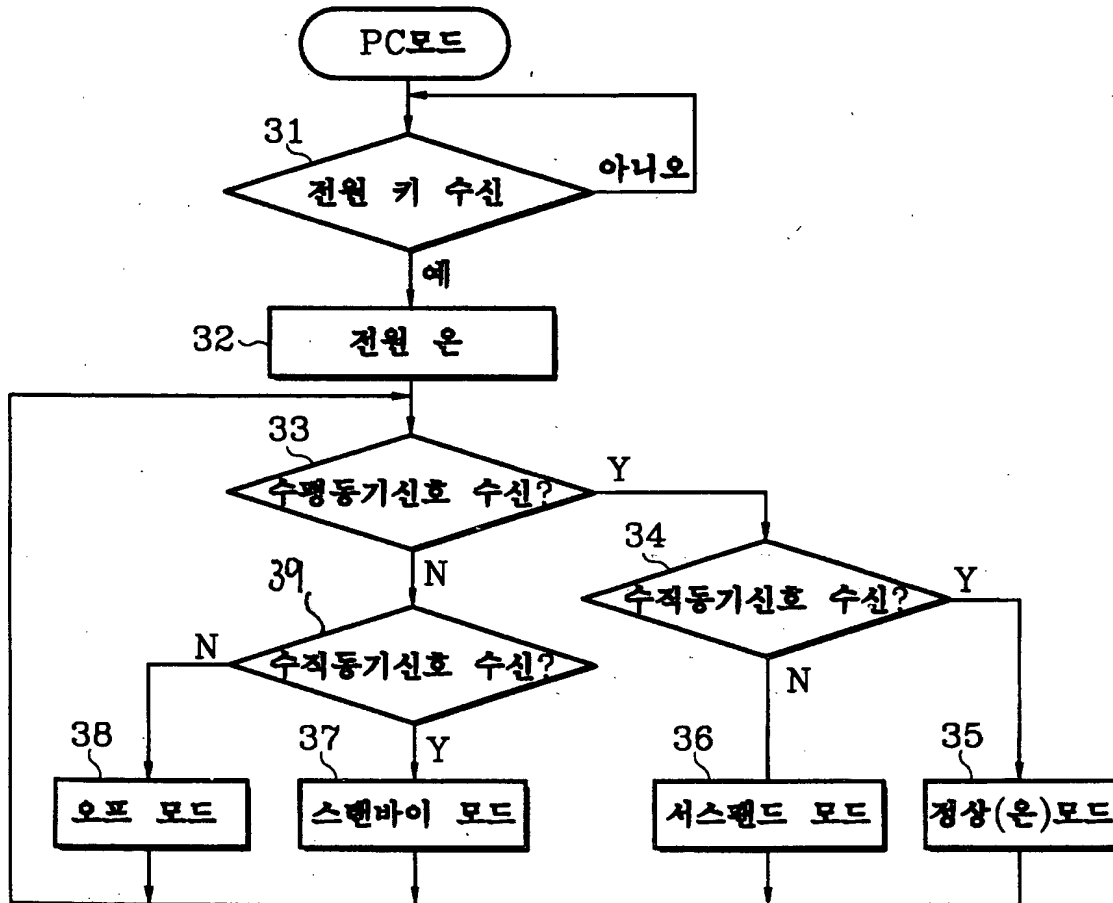 PC모드
31
전원 키 수신
아니오
예
32
전원 온
33
수평동기신호 수신?
Y
N
34
수직동기신호 수신?
Y
N
39
수직동기신호 수신?
N
Y
38
오프 모드
37
스탠바이 모드
36
서스팬드 모드
35
정상(온)모드